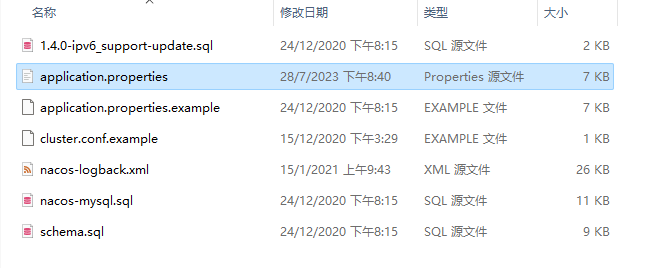 名称 修改日期 类型 大小
1.4.0-ipv6_support-update.sql 24/12/2020 下午8:15 SQL 源文件 2 KB
application.properties 28/7/2023 下午8:40 Properties 源文件 7 KB
application.properties.example 24/12/2020 下午8:15 EXAMPLE 文件 7 KB
cluster.conf.example 15/12/2020 下午3:29 EXAMPLE 文件 1 KB
nacos-logback.xml 15/1/2021 上午9:43 XML 源文件 26 KB
nacos-mysql.sql 24/12/2020 下午8:15 SQL 源文件 11 KB
schema.sql 24/12/2020 下午8:15 SQL 源文件 9 KB